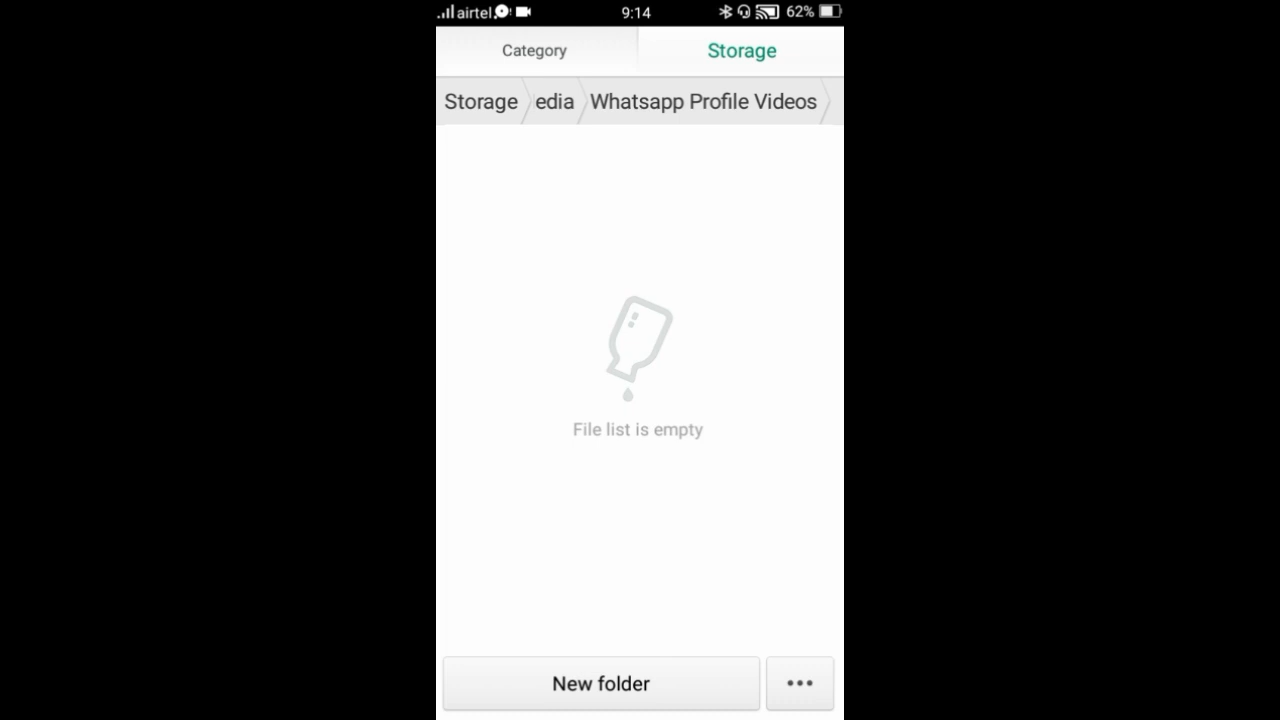 airtel 9:14 62%
Category Storage
Storage edia Whatsapp Profile Videos
File list is empty
New folder